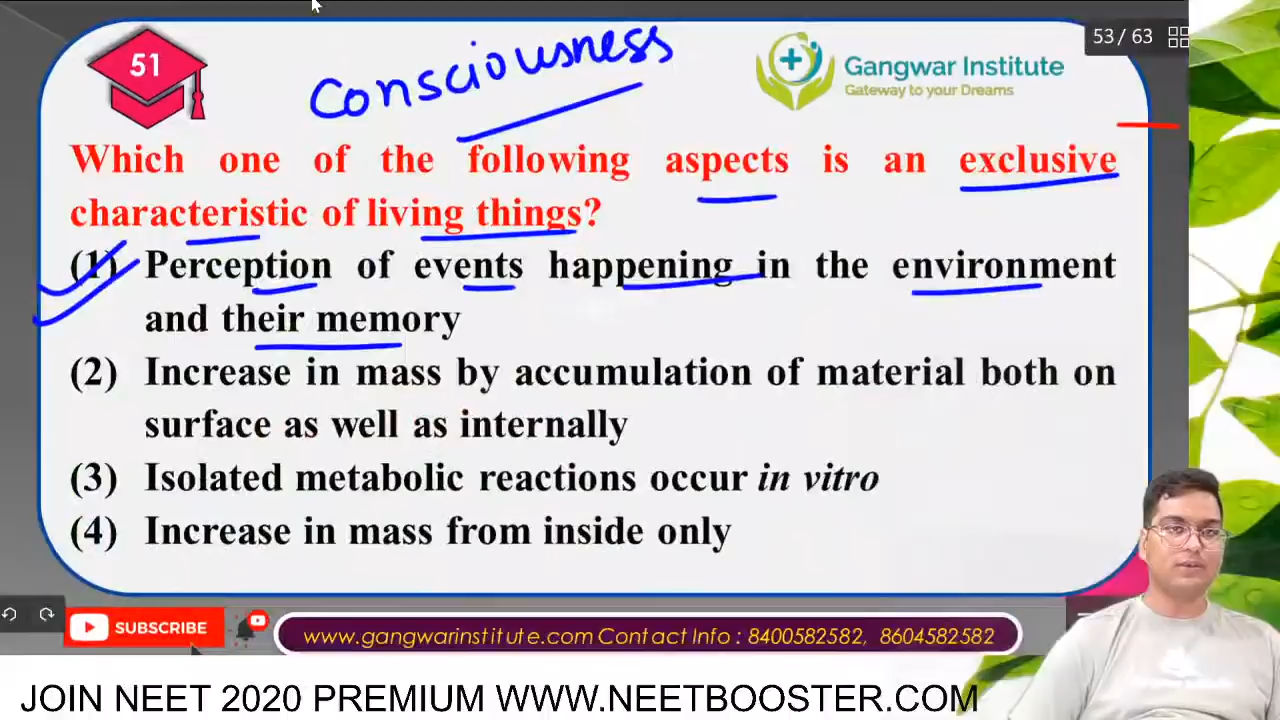 53 / 63
51
Consciousness
Gangwar Institute
Gateway to your Dreams
Which one of the following aspects is an exclusive
characteristic of living things?
(1) Perception of events happening in the environment
and their memory
(2) Increase in mass by accumulation of material both on
surface as well as internally
(3) Isolated metabolic reactions occur in vitro
(4) Increase in mass from inside only
SUBSCRIBE
www.gangwarinstitute.com Contact Info : 8400582582, 8604582582
JOIN NEET 2020 PREMIUM WWW.NEETBOOSTER.COM